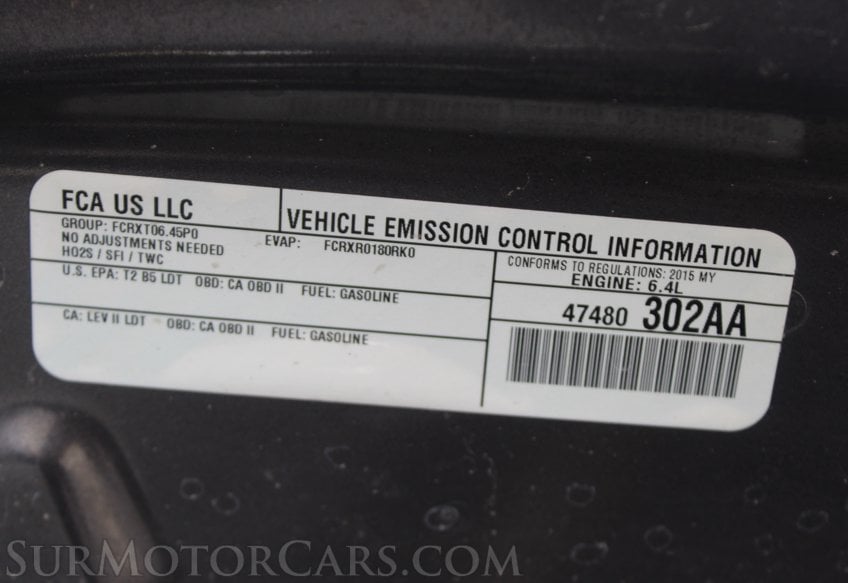 FCA US LLC
VEHICLE EMISSION CONTROL INFORMATION
GROUP: FCRXT06.45P0
EVAP: FCRXR0180RK0
NO ADJUSTMENTS NEEDED
HO2S / SFI / TWC
U.S. EPA: T2 B5 LDT OBD: CA OBD II FUEL: GASOLINE
CA: LEV II LDT OBD: CA OBD II FUEL: GASOLINE
CONFORMS TO REGULATIONS: 2015 MY
ENGINE: 6.4L
47480 302AA
SURMOTORCARS.COM